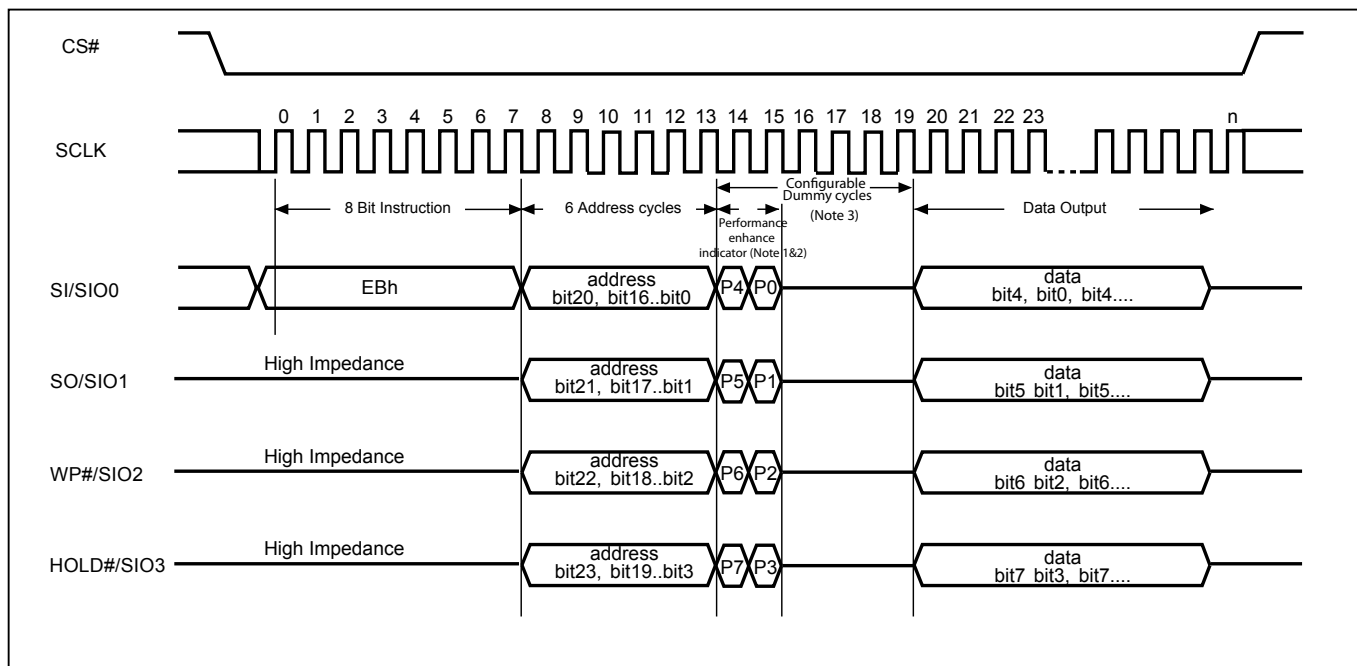 CS#
0 1 2 3 4 5 6 7 8 9 10 11 12 13 14 15 16 17 18 19 20 21 22 23 n
SCLK
Configurable
Dummy cycles
(Note 3)
8 Bit Instruction
6 Address cycles
Performance
enhance
indicator (Note 1&2)
Data Output
SI/SIO0
EBh
address
bit20, bit16..bit0
P4 P0
data
bit4, bit0, bit4....
SO/SIO1
High Impedance
address
bit21, bit17..bit1
P5 P1
data
bit5 bit1, bit5....
WP#/SIO2
High Impedance
address
bit22, bit18..bit2
P6 P2
data
bit6 bit2, bit6....
HOLD#/SIO3
High Impedance
address
bit23, bit19..bit3
P7 P3
data
bit7 bit3, bit7....